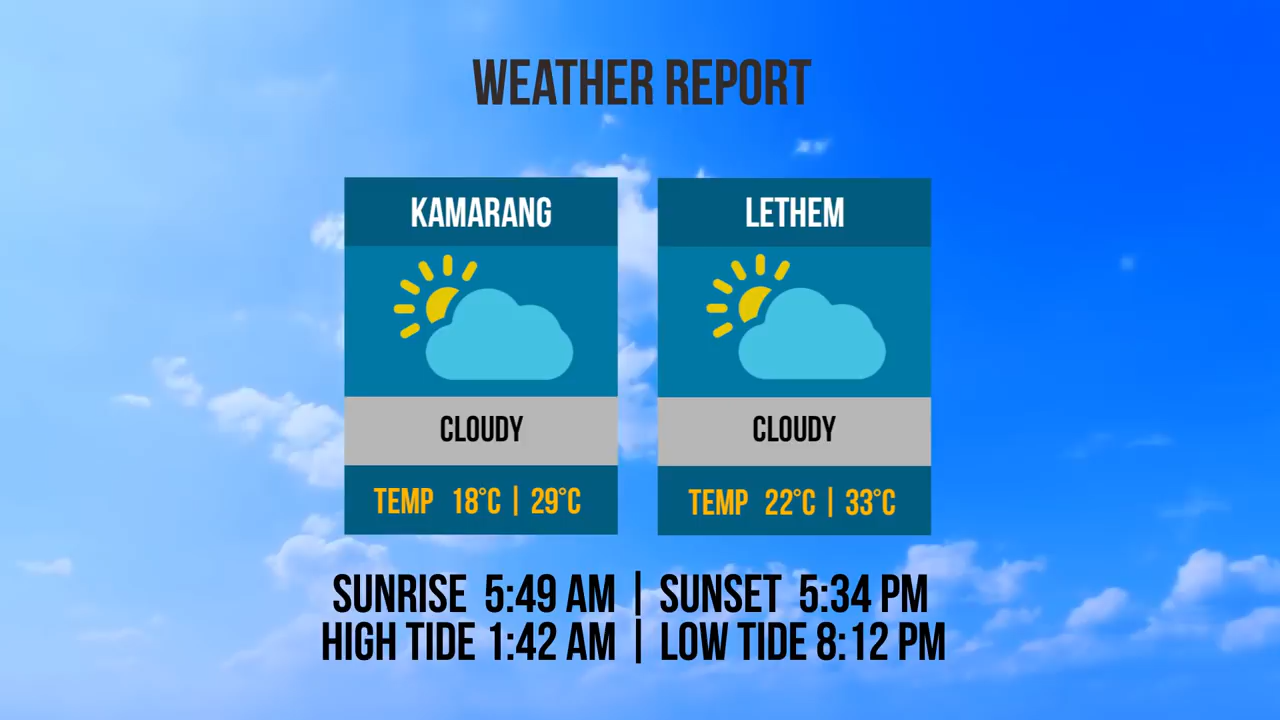 WEATHER REPORT
KAMARANG
CLOUDY
TEMP 18°C | 29°C
LETHEM
CLOUDY
TEMP 22°C | 33°C
SUNRISE 5:49 AM | SUNSET 5:34 PM
HIGH TIDE 1:42 AM | LOW TIDE 8:12 PM